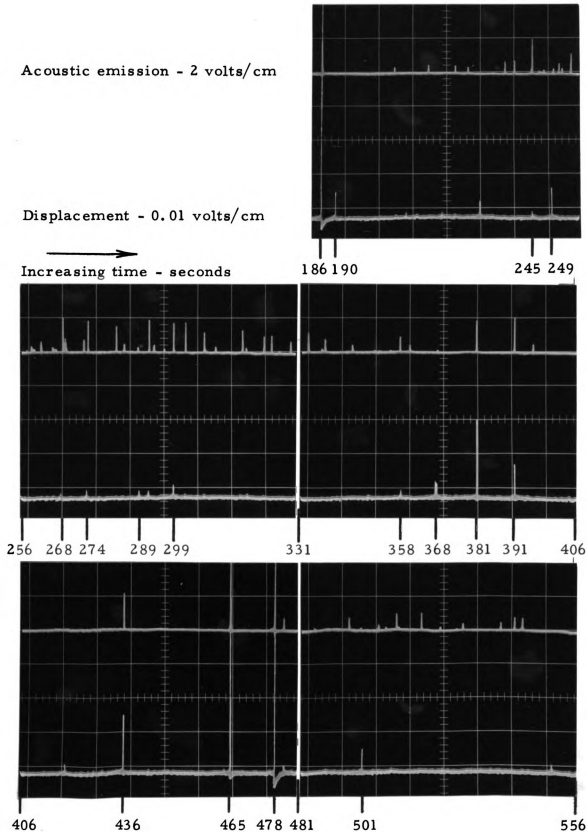 Acoustic emission - 2 volts/cm
Displacement - 0.01 volts/cm
Increasing time - seconds
186 190 245 249
256 268 274 289 299 331 358 368 381 391 406
406 436 465 478 481 501 556